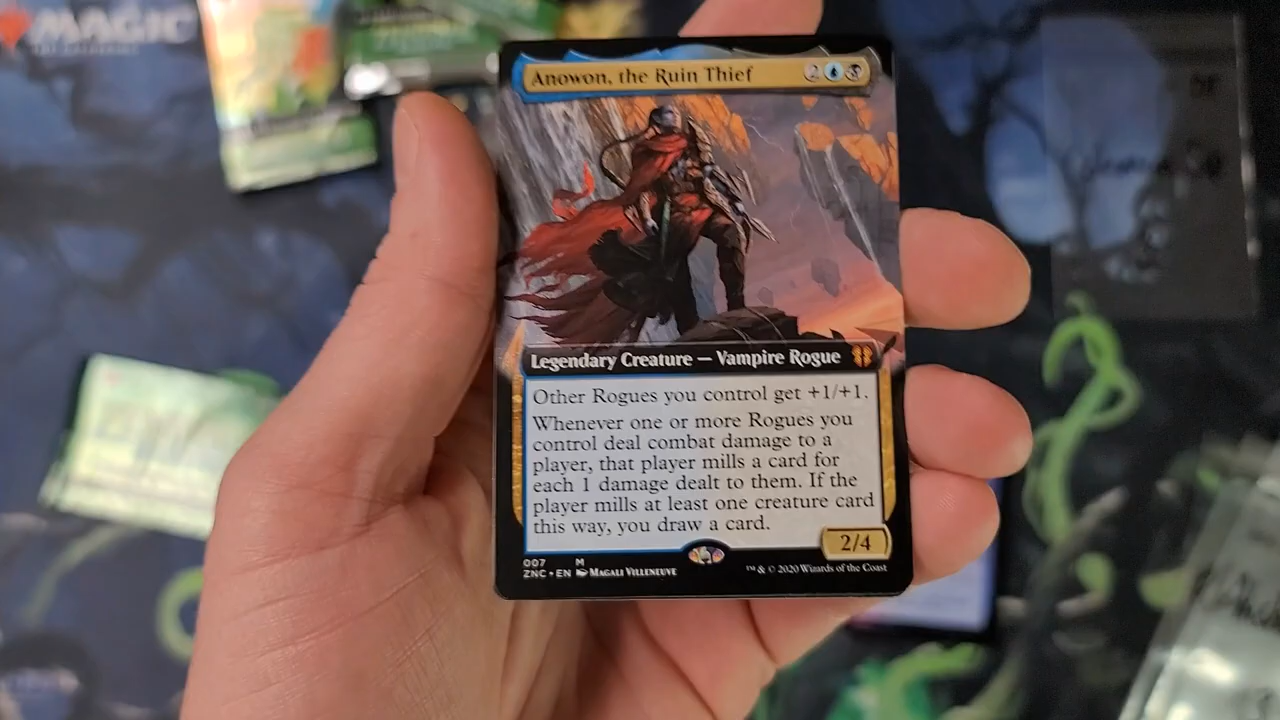 MAGIC
THE GATHERING
Anowon, the Ruin Thief 2
Legendary Creature — Vampire Rogue
Other Rogues you control get +1/+1.
Whenever one or more Rogues you
control deal combat damage to a
player, that player mills a card for
each 1 damage dealt to them. If the
player mills at least one creature card
this way, you draw a card.
2/4
007 M
ZNC • EN MAGALI VILLENEUVE
™ & © 2020 Wizards of the Coast